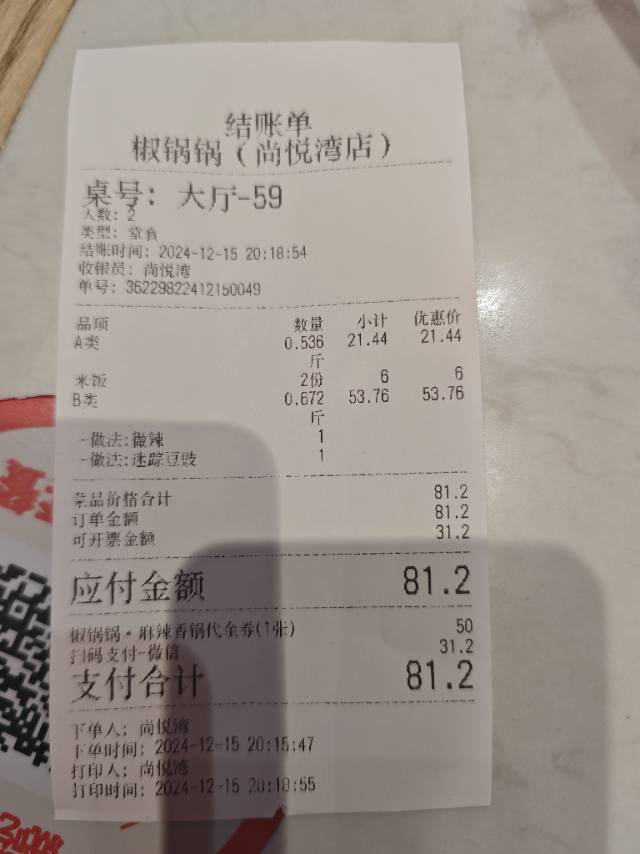 结账单
椒锅锅（尚悦湾店）
桌号: 大厅-59
人数: 2
类型: 堂食
结账时间: 2024-12-15 20:18:54
收银员: 尚悦湾
单号: 36229822412150049
品项 数量 小计 优惠价
A类 0.536 21.44 21.44
斤
米饭 2份 6 6
B类 0.672 53.76 53.76
斤
-做法:微辣 1
-做法:迷踪豆豉 1
菜品价格合计 81.2
订单金额 81.2
可开票金额 31.2
应付金额 81.2
椒锅锅·麻辣香锅代金券(1张) 50
扫码支付-微信 31.2
支付合计 81.2
下单人: 尚悦湾
下单时间: 2024-12-15 20:15:47
打印人: 尚悦湾
打印时间: 2024-12-15 20:18:55